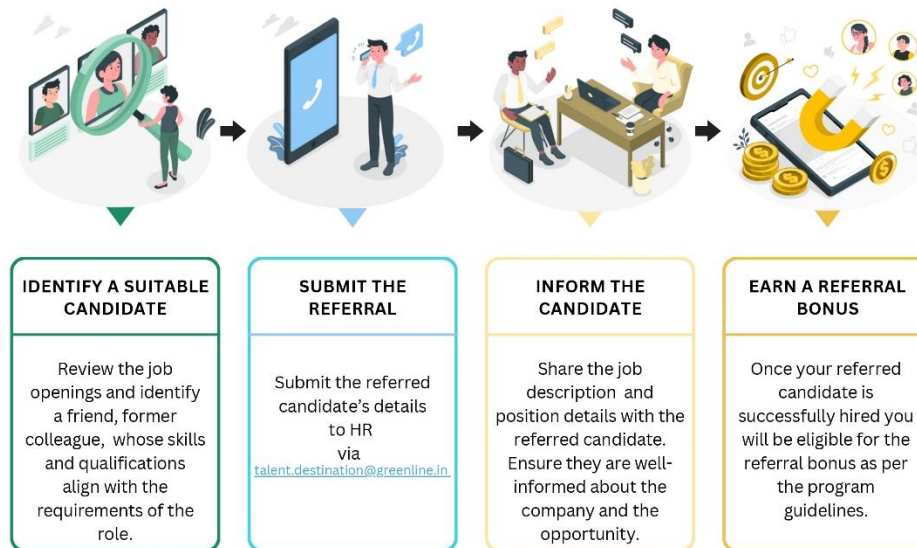 IDENTIFY A SUITABLE
CANDIDATE
Review the job
openings and identify
a friend, former
colleague, whose skills
and qualifications
align with the
requirements of the
role.
SUBMIT THE
REFERRAL
Submit the referred
candidate's details
to HR
via
talent.destination@greenline.in
INFORM THE
CANDIDATE
Share the job
description and
position details with the
referred candidate.
Ensure they are well-
informed about the
company and the
opportunity.
EARN A REFERRAL
BONUS
Once your referred
candidate is
successfully hired you
will be eligible for the
referral bonus as per
the program
guidelines.